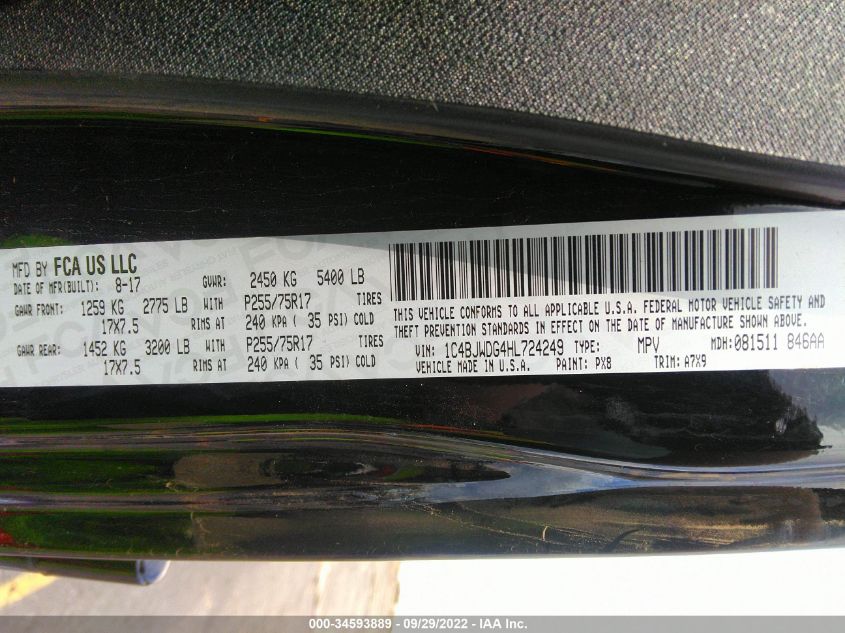 MFD BY FCA US LLC
DATE OF MFR(BUILT): 8-17 GVWR: 2450 KG 5400 LB
GAWR FRONT: 1259 KG 2775 LB WITH P255/75R17 TIRES
17X7.5 RIMS AT 240 KPA ( 35 PSI) COLD
GAWR REAR: 1452 KG 3200 LB WITH P255/75R17 TIRES
17X7.5 RIMS AT 240 KPA ( 35 PSI) COLD
THIS VEHICLE CONFORMS TO ALL APPLICABLE U.S.A. FEDERAL MOTOR VEHICLE SAFETY AND
THEFT PREVENTION STANDARDS IN EFFECT ON THE DATE OF MANUFACTURE SHOWN ABOVE.
VIN: 1C4BJWDG4HL724249 TYPE: MPV MDH: 081511 846AA
VEHICLE MADE IN U.S.A. PAINT: PX8 TRIM: A7X9
000-34593889 - 09/29/2022 - IAA Inc.